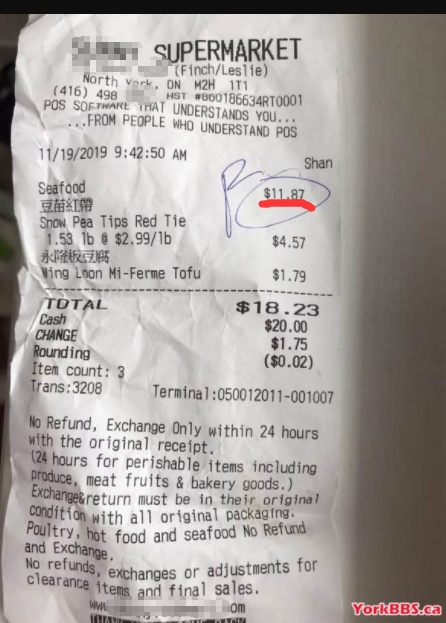 SUPERMARKET
(Finch/Leslie)
North York, ON M2H 1T1
(416) 498 HST #860186634RT0001
POS SOFTWARE THAT UNDERSTANDS YOU...
...FROM PEOPLE WHO UNDERSTAND POS
11/19/2019 9:42:50 AM
Shan
Seafood $11.87
豆苗紅帶
Snow Pea Tips Red Tie
1.53 lb @ $2.99/lb $4.57
永隆板豆腐
Wing Loon Mi-Ferme Tofu $1.79
TOTAL $18.23
Cash $20.00
CHANGE $1.75
Rounding ($0.02)
Item count: 3
Trans:3208 Terminal:050012011-001007
No Refund, Exchange Only within 24 hours
with the original receipt.
(24 hours for perishable items including
produce, meat fruits & bakery goods.)
Exchange&return must be in their original
condition with all original packaging.
Poultry, hot food and seafood No Refund
and Exchange.
No refunds, exchanges or adjustments for
clearance items and final sales.
www. om
YorkBBS.ca